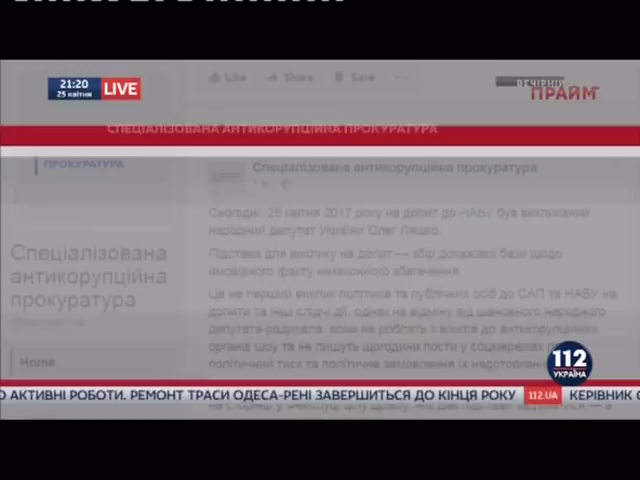 21:20
25 квітня
LIVE
Like Share Save
ВЕЧІРНІЙ
ПРАЙМ
СПЕЦІАЛІЗОВАНА АНТИКОРУПЦІЙНА ПРОКУРАТУРА
ПРОКУРАТУРА
Спеціалізована антикорупційна прокуратура
Сьогодні, 25 квітня 2017 року на допит до НАБУ був викликаний
народний депутат України Олег Ляшко.
Підстава для виклику на допит — збір доказової бази щодо
ймовірного факту незаконного збагачення.
Спеціалізована
антикорупційна
прокуратура
Це не перший виклик політиків та публічних осіб до САП та НАБУ на
допити та інші слідчі дії, однак на відміну від шановного народного
депутата-радикала вони не роблять з візитів до антикорупційних
органів шоу та не пишуть щогодини пости у соцмережах
політичний тиск та політичне замовлення їх
Home
112
УКРАЇНА
О АКТИВНІ РОБОТИ. РЕМОНТ ТРАСИ ОДЕСА-РЕНІ ЗАВЕРШИТЬСЯ ДО КІНЦЯ РОКУ 112.UA КЕРІВНИК